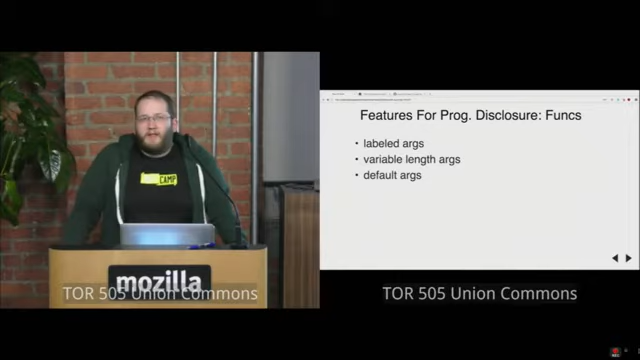 CAMP
mozilla
TOR 505 Union Commons
Features For Prog. Disclosure: Funcs
• labeled args
• variable length args
• default args
TOR 505 Union Commons